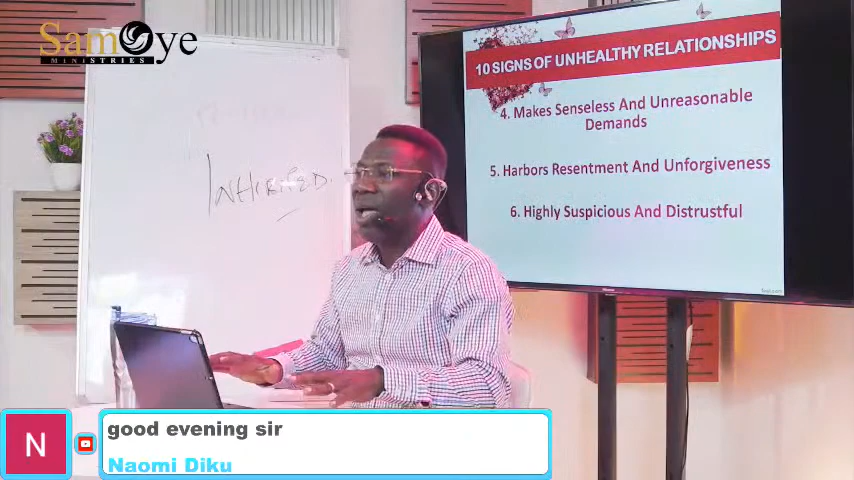 SamOye
MINISTRIES
INHERITED.
10 SIGNS OF UNHEALTHY RELATIONSHIPS
4. Makes Senseless And Unreasonable
Demands
5. Harbors Resentment And Unforgiveness
6. Highly Suspicious And Distrustful
N
good evening sir
Naomi Diku